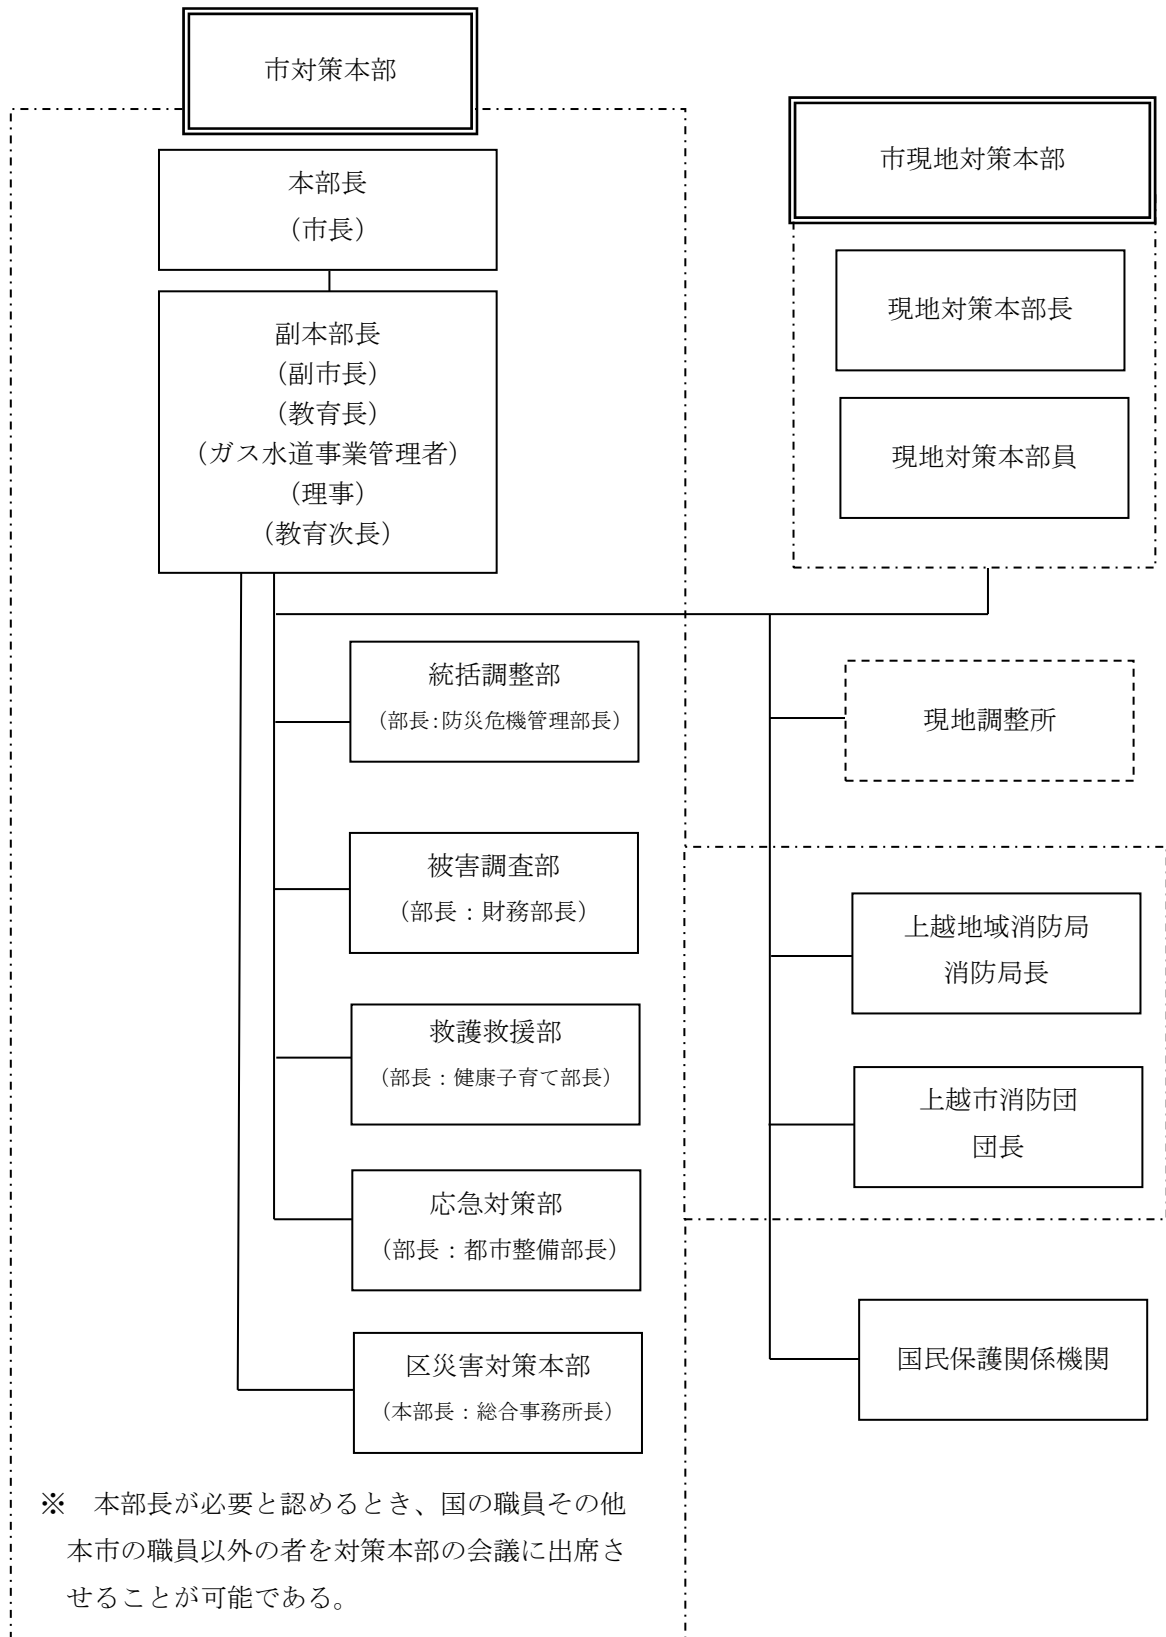 市対策本部
本部長
（市長）
副本部長
（副市長）
（教育長）
（ガス水道事業管理者）
（理事）
（教育次長）
統括調整部
（部長：防災危機管理部長）
被害調査部
（部長：財務部長）
救護救援部
（部長：健康子育て部長）
応急対策部
（部長：都市整備部長）
区災害対策本部
（本部長：総合事務所長）
※　本部長が必要と認めるとき、国の職員その他
本市の職員以外の者を対策本部の会議に出席さ
せることが可能である。
市現地対策本部
現地対策本部長
現地対策本部員
現地調整所
上越地域消防局
消防局長
上越市消防団
団長
国民保護関係機関